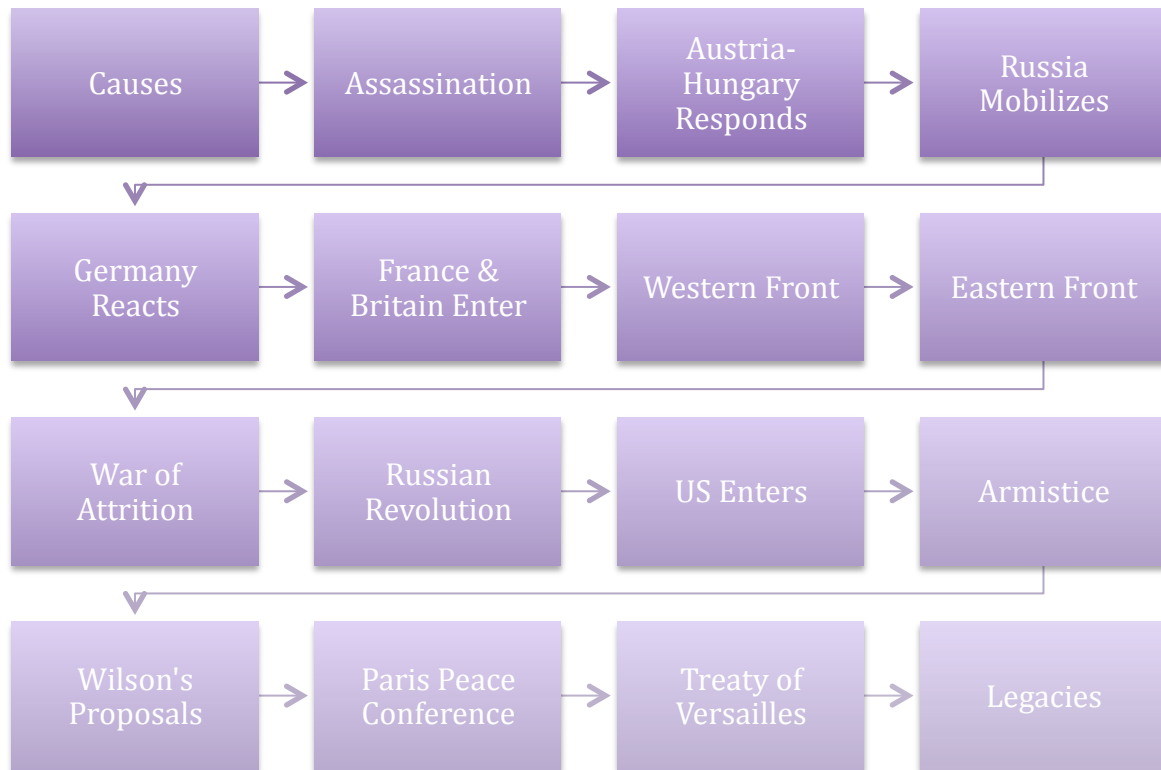 Causes
Assassination
Austria-
Hungary
Responds
Russia
Mobilizes
Germany
Reacts
France &
Britain Enter
Western Front
Eastern Front
War of
Attrition
Russian
Revolution
US Enters
Armistice
Wilson's
Proposals
Paris Peace
Conference
Treaty of
Versailles
Legacies